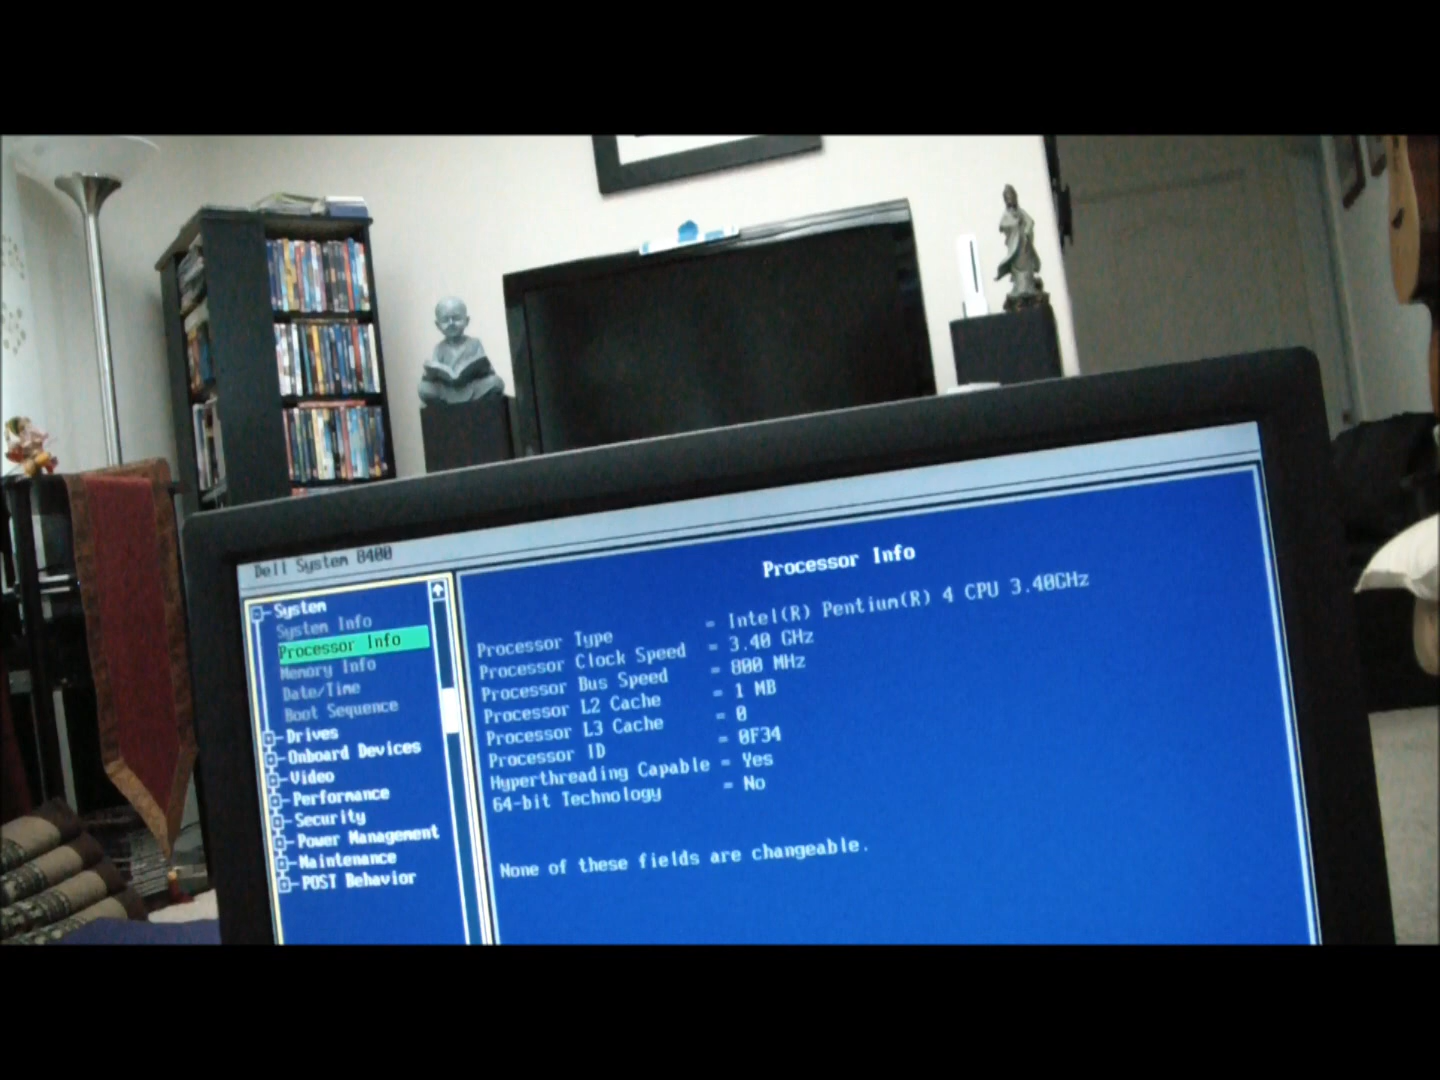 Dell System 8400
System
System Info
Processor Info
Memory Info
Date/Time
Boot Sequence
Drives
Onboard Devices
Video
Performance
Security
Power Management
Maintenance
POST Behavior
Processor Info
Processor Type = Intel(R) Pentium(R) 4 CPU 3.40GHz
Processor Clock Speed = 3.40 GHz
Processor Bus Speed = 800 MHz
Processor L2 Cache = 1 MB
Processor L3 Cache = 0
Processor ID = 0F34
Hyperthreading Capable = Yes
64-bit Technology = No
None of these fields are changeable.